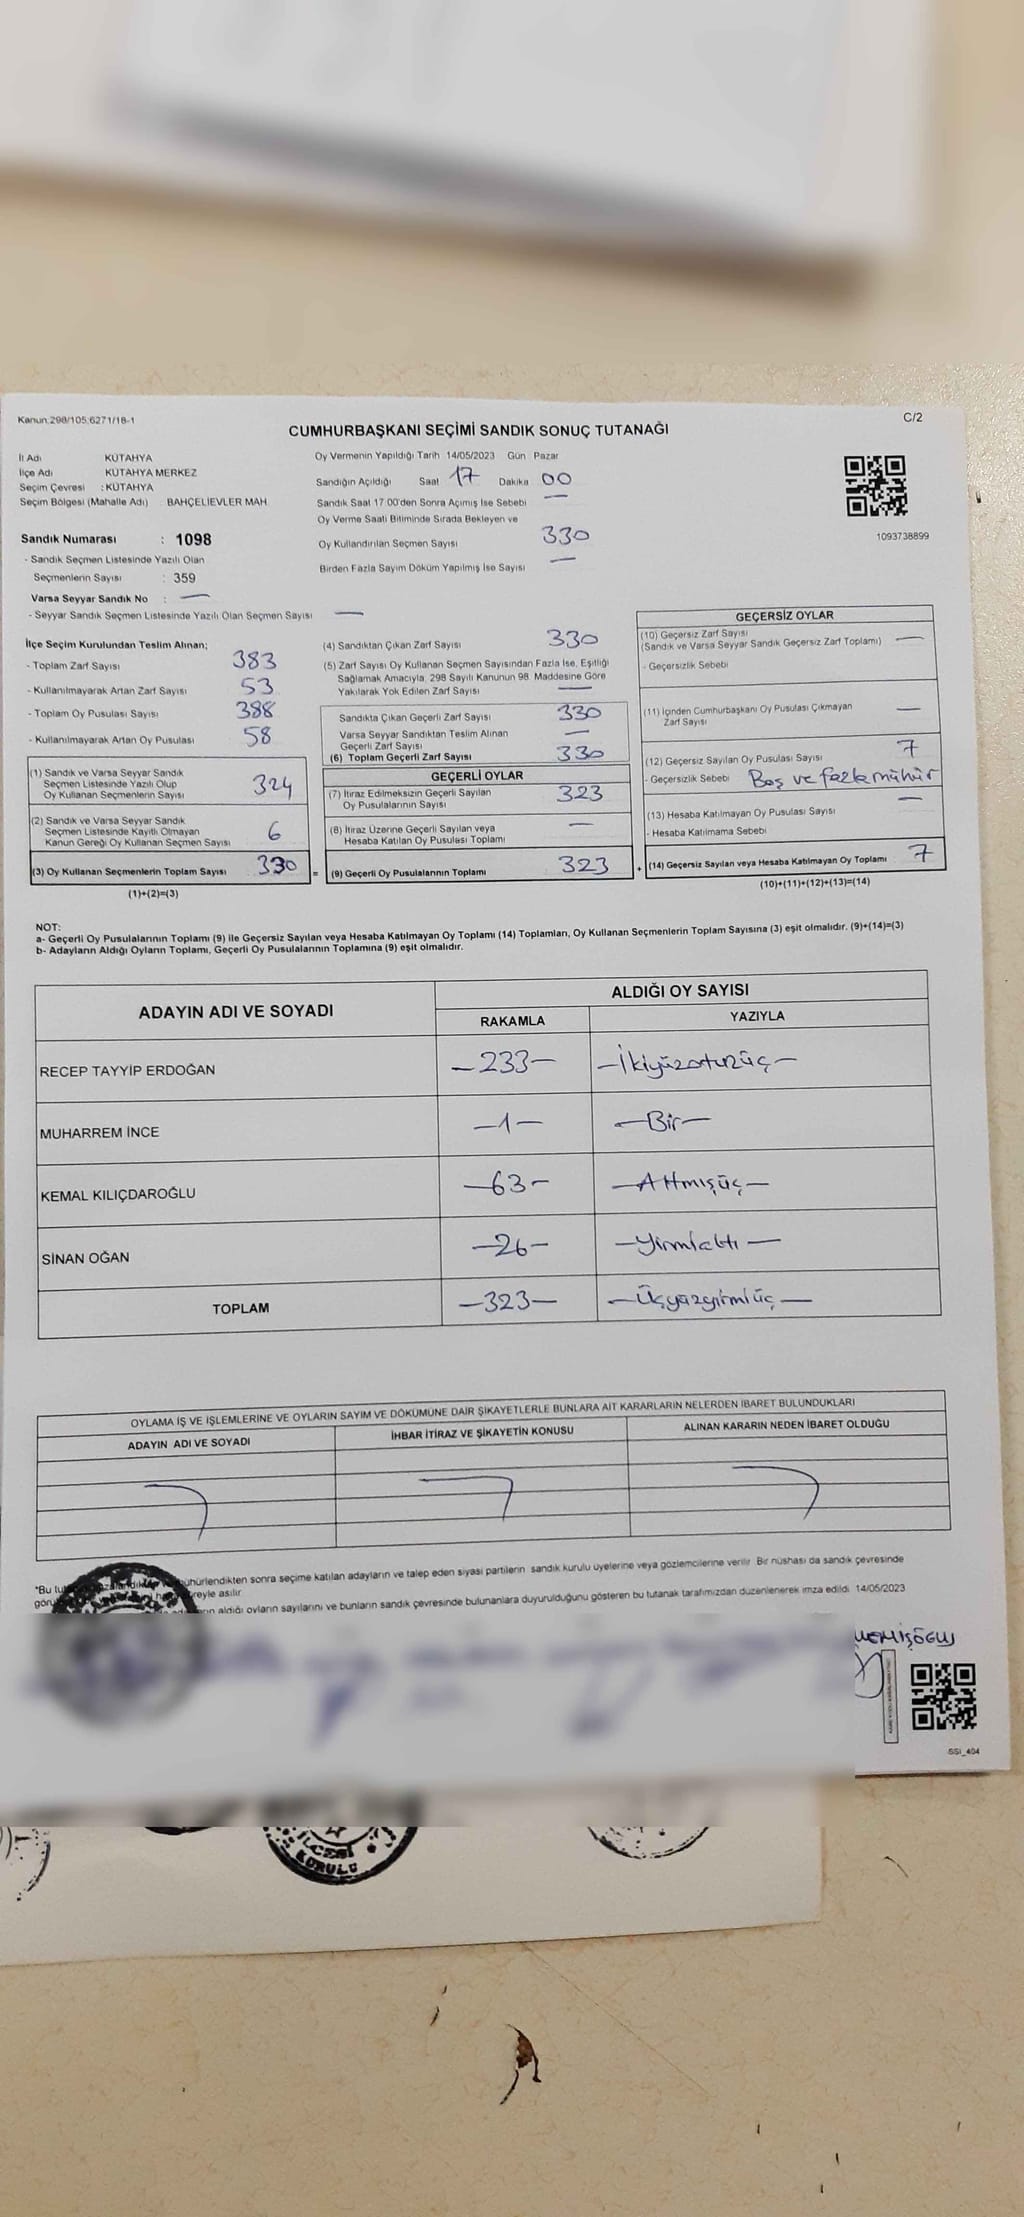 Kanun:298/105;6271/18-1
C/2
CUMHURBAŞKANI SEÇİMİ SANDIK SONUÇ TUTANAĞI
İl Adı KÜTAHYA
İlçe Adı KÜTAHYA MERKEZ
Seçim Çevresi : KÜTAHYA
Seçim Bölgesi (Mahalle Adı) BAHÇELİEVLER MAH.
Sandık Numarası : 1098
- Sandık Seçmen Listesinde Yazılı Olan
Seçmenlerin Sayısı : 359
Varsa Seyyar Sandık No : —
- Seyyar Sandık Seçmen Listesinde Yazılı Olan Seçmen Sayısı —
Oy Vermenin Yapıldığı Tarih 14/05/2023 Gün Pazar
Sandığın Açıldığı Saat 17 Dakika 00
Sandık Saat 17.00'den Sonra Açımış İse Sebebi —
Oy Verme Saati Bitiminde Sırada Bekleyen ve
Oy Kullandırılan Seçmen Sayısı 330
Birden Fazla Sayım Döküm Yapılmış İse Sayısı —
1093738899
İlçe Seçim Kurulundan Teslim Alınan;
- Toplam Zarf Sayısı 383
- Kullanılmayarak Artan Zarf Sayısı 53
- Toplam Oy Pusulası Sayısı 388
- Kullanılmayarak Artan Oy Pusulası 58
(1) Sandık ve Varsa Seyyar Sandık
Seçmen Listesinde Yazılı Olup
Oy Kullanan Seçmenlerin Sayısı 324
(2) Sandık ve Varsa Seyyar Sandık
Seçmen Listesinde Kayıtlı Olmayan
Kanun Gereği Oy Kullanan Seçmen Sayısı 6
(3) Oy Kullanan Seçmenlerin Toplam Sayısı 330
(1)+(2)=(3)
(4) Sandıktan Çıkan Zarf Sayısı 330
(5) Zarf Sayısı Oy Kullanan Seçmen Sayısından Fazla İse, Eşitliği
Sağlamak Amacıyla, 298 Sayılı Kanunun 98. Maddesine Göre
Yakılarak Yok Edilen Zarf Sayısı —
Sandıkta Çıkan Geçerli Zarf Sayısı 330
Varsa Seyyar Sandıktan Teslim Alınan
Geçerli Zarf Sayısı —
(6) Toplam Geçerli Zarf Sayısı 330
GEÇERLİ OYLAR
(7) İtiraz Edilmeksizin Geçerli Sayılan
Oy Pusulalarının Sayısı 323
(8) İtiraz Üzerine Geçerli Sayılan veya
Hesaba Katılan Oy Pusulası Toplamı —
= (9) Geçerli Oy Pusulalarının Toplamı 323
GEÇERSİZ OYLAR
(10) Geçersiz Zarf Sayısı
(Sandık ve Varsa Seyyar Sandık Geçersiz Zarf Toplamı) —
- Geçersizlik Sebebi
(11) İçinden Cumhurbaşkanı Oy Pusulası Çıkmayan
Zarf Sayısı —
(12) Geçersiz Sayılan Oy Pusulası Sayısı 7
- Geçersizlik Sebebi Boş ve fazla mühür
(13) Hesaba Katılmayan Oy Pusulası Sayısı —
- Hesaba Katılmama Sebebi
+ (14) Geçersiz Sayılan veya Hesaba Katılmayan Oy Toplamı 7
(10)+(11)+(12)+(13)=(14)
NOT:
a- Geçerli Oy Pusulalarının Toplamı (9) ile Geçersiz Sayılan veya Hesaba Katılmayan Oy Toplamı (14) Toplamları, Oy Kullanan Seçmenlerin Toplam Sayısına (3) eşit olmalıdır. (9)+(14)=(3)
b- Adayların Aldığı Oyların Toplamı, Geçerli Oy Pusulalarının Toplamına (9) eşit olmalıdır.
ADAYIN ADI VE SOYADI ALDIĞI OY SAYISI
RAKAMLA YAZIYLA
RECEP TAYYİP ERDOĞAN —233— —İkiyüzotuzüç—
MUHARREM İNCE —1— —Bir—
KEMAL KILIÇDAROĞLU —63— —Altmışüç—
SİNAN OĞAN —26— —Yirmialtı—
TOPLAM —323— —Üçyüzyirmiüç—
OYLAMA İŞ VE İŞLEMLERİNE VE OYLARIN SAYIM VE DÖKÜMÜNE DAİR ŞİKAYETLERLE BUNLARA AİT KARARLARIN NELERDEN İBARET BULUNDUKLARI
ADAYIN ADI VE SOYADI İHBAR İTİRAZ VE ŞİKAYETİN KONUSU ALINAN KARARIN NEDEN İBARET OLDUĞU
*Bu mühürlendikten sonra seçime katılan adayların ve talep eden siyasi partilerin sandık kurulu üyelerine veya gözlemcilerine verilir. Bir nüshası da sandık çevresinde
asılır.
aldığı oyların sayılarını ve bunların sandık çevresinde bulunanlara duyurulduğunu gösteren bu tutanak tarafımızdan düzenlenerek imza edildi. 14/05/2023
SSI_404
İLÇESİ
KURULU